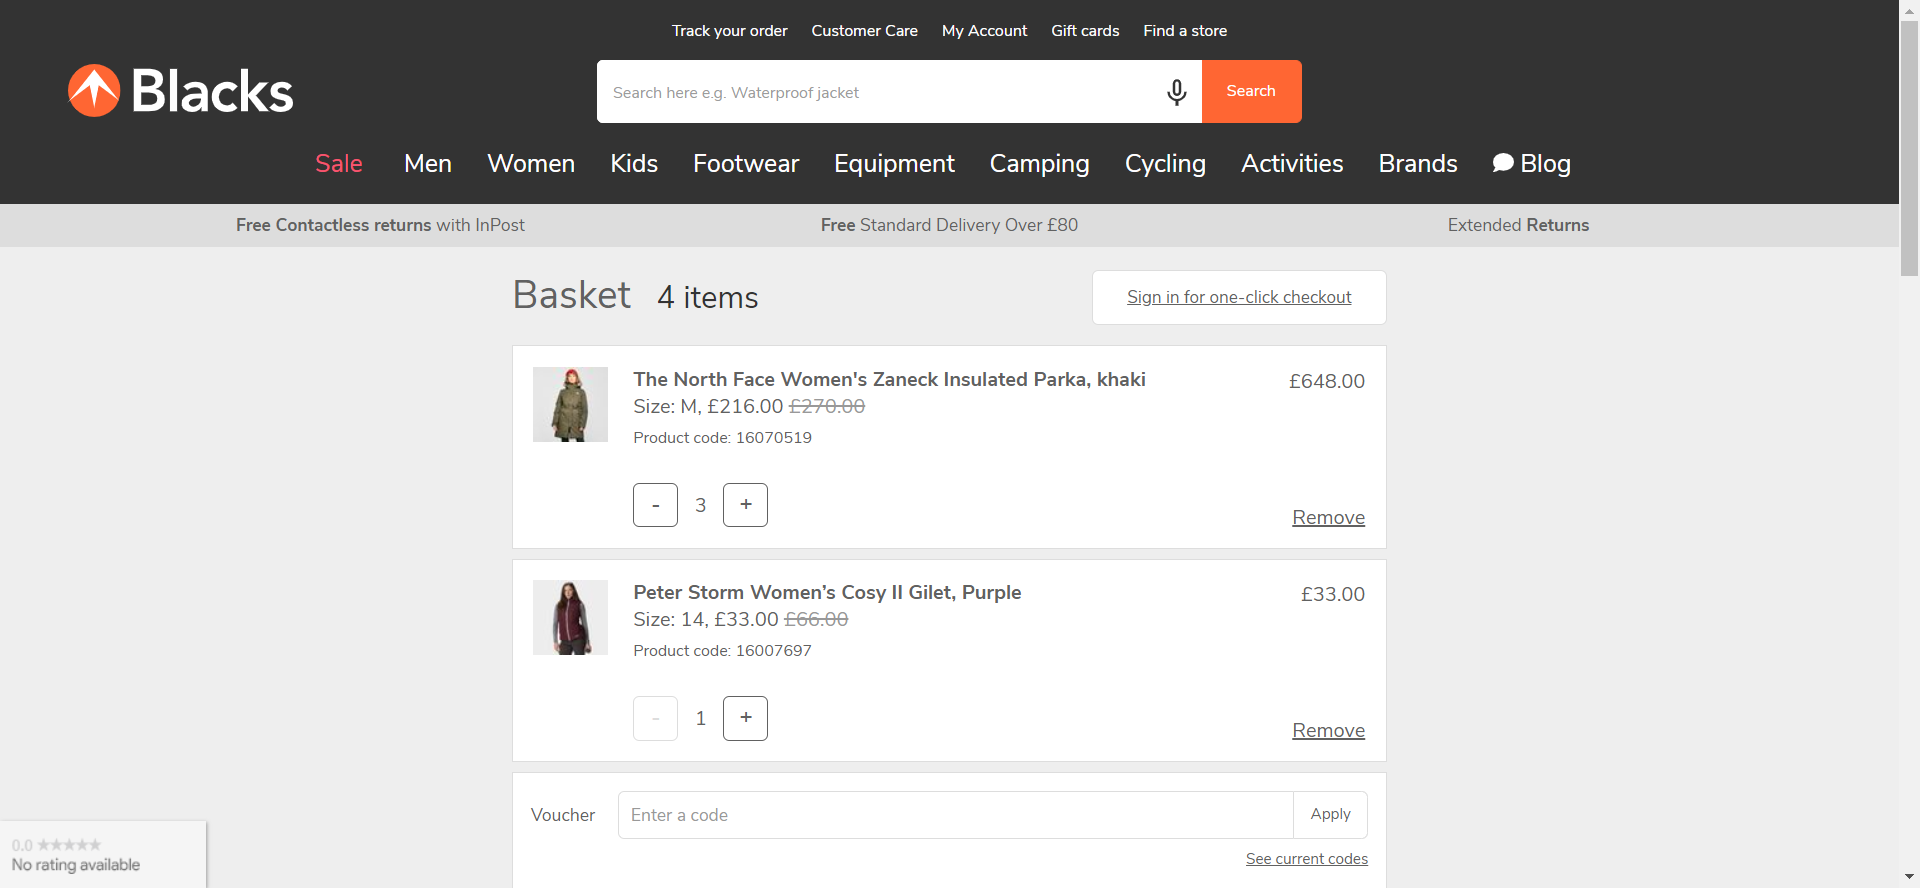 Track your order Customer Care My Account Gift cards Find a store
Blacks
Search here e.g. Waterproof jacket Search
Sale Men Women Kids Footwear Equipment Camping Cycling Activities Brands Blog
Free Contactless returns with InPost Free Standard Delivery Over £80 Extended Returns
Basket 4 items Sign in for one-click checkout
The North Face Women's Zaneck Insulated Parka, khaki £648.00
Size: M, £216.00 £270.00
Product code: 16070519
- 3 +
Remove
Peter Storm Women’s Cosy II Gilet, Purple £33.00
Size: 14, £33.00 £66.00
Product code: 16007697
- 1 +
Remove
Voucher Enter a code Apply
See current codes
0.0 ★★★★★
No rating available